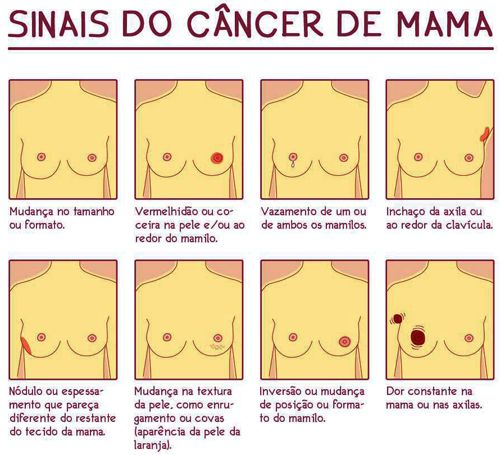 SINAIS DO CÂNCER DE MAMA
Mudança no tamanho
ou formato.
Vermelhidão ou co-
ceira na pele e/ou ao
redor do mamilo.
Vazamento de um ou
de ambos os mamilos.
Inchaço da axila ou
ao redor da clavícula.
Nódulo ou espessa-
mento que pareça
diferente do restante
do tecido da mama.
Mudança na textura
da pele, como enru-
gamento ou covas
(aparência da pele da
laranja).
Inversão ou mudança
de posição ou forma-
to do mamilo.
Dor constante na
mama ou nas axilas.